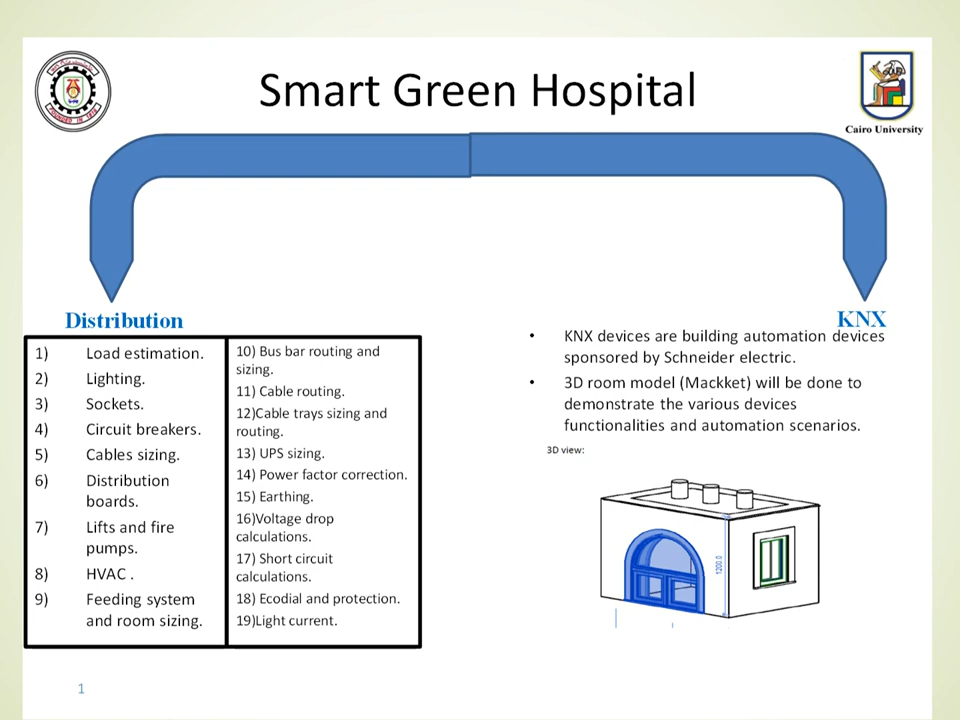 Smart Green Hospital
FOUNDED IN 1816
Cairo University
Distribution
1) Load estimation.
2) Lighting.
3) Sockets.
4) Circuit breakers.
5) Cables sizing.
6) Distribution
boards.
7) Lifts and fire
pumps.
8) HVAC .
9) Feeding system
and room sizing.
10) Bus bar routing and
sizing.
11) Cable routing.
12)Cable trays sizing and
routing.
13) UPS sizing.
14) Power factor correction.
15) Earthing.
16)Voltage drop
calculations.
17) Short circuit
calculations.
18) Ecodial and protection.
19)Light current.
KNX
• KNX devices are building automation devices
sponsored by Schneider electric.
• 3D room model (Mackket) will be done to
demonstrate the various devices
functionalities and automation scenarios.
3D view:
1200.0
1